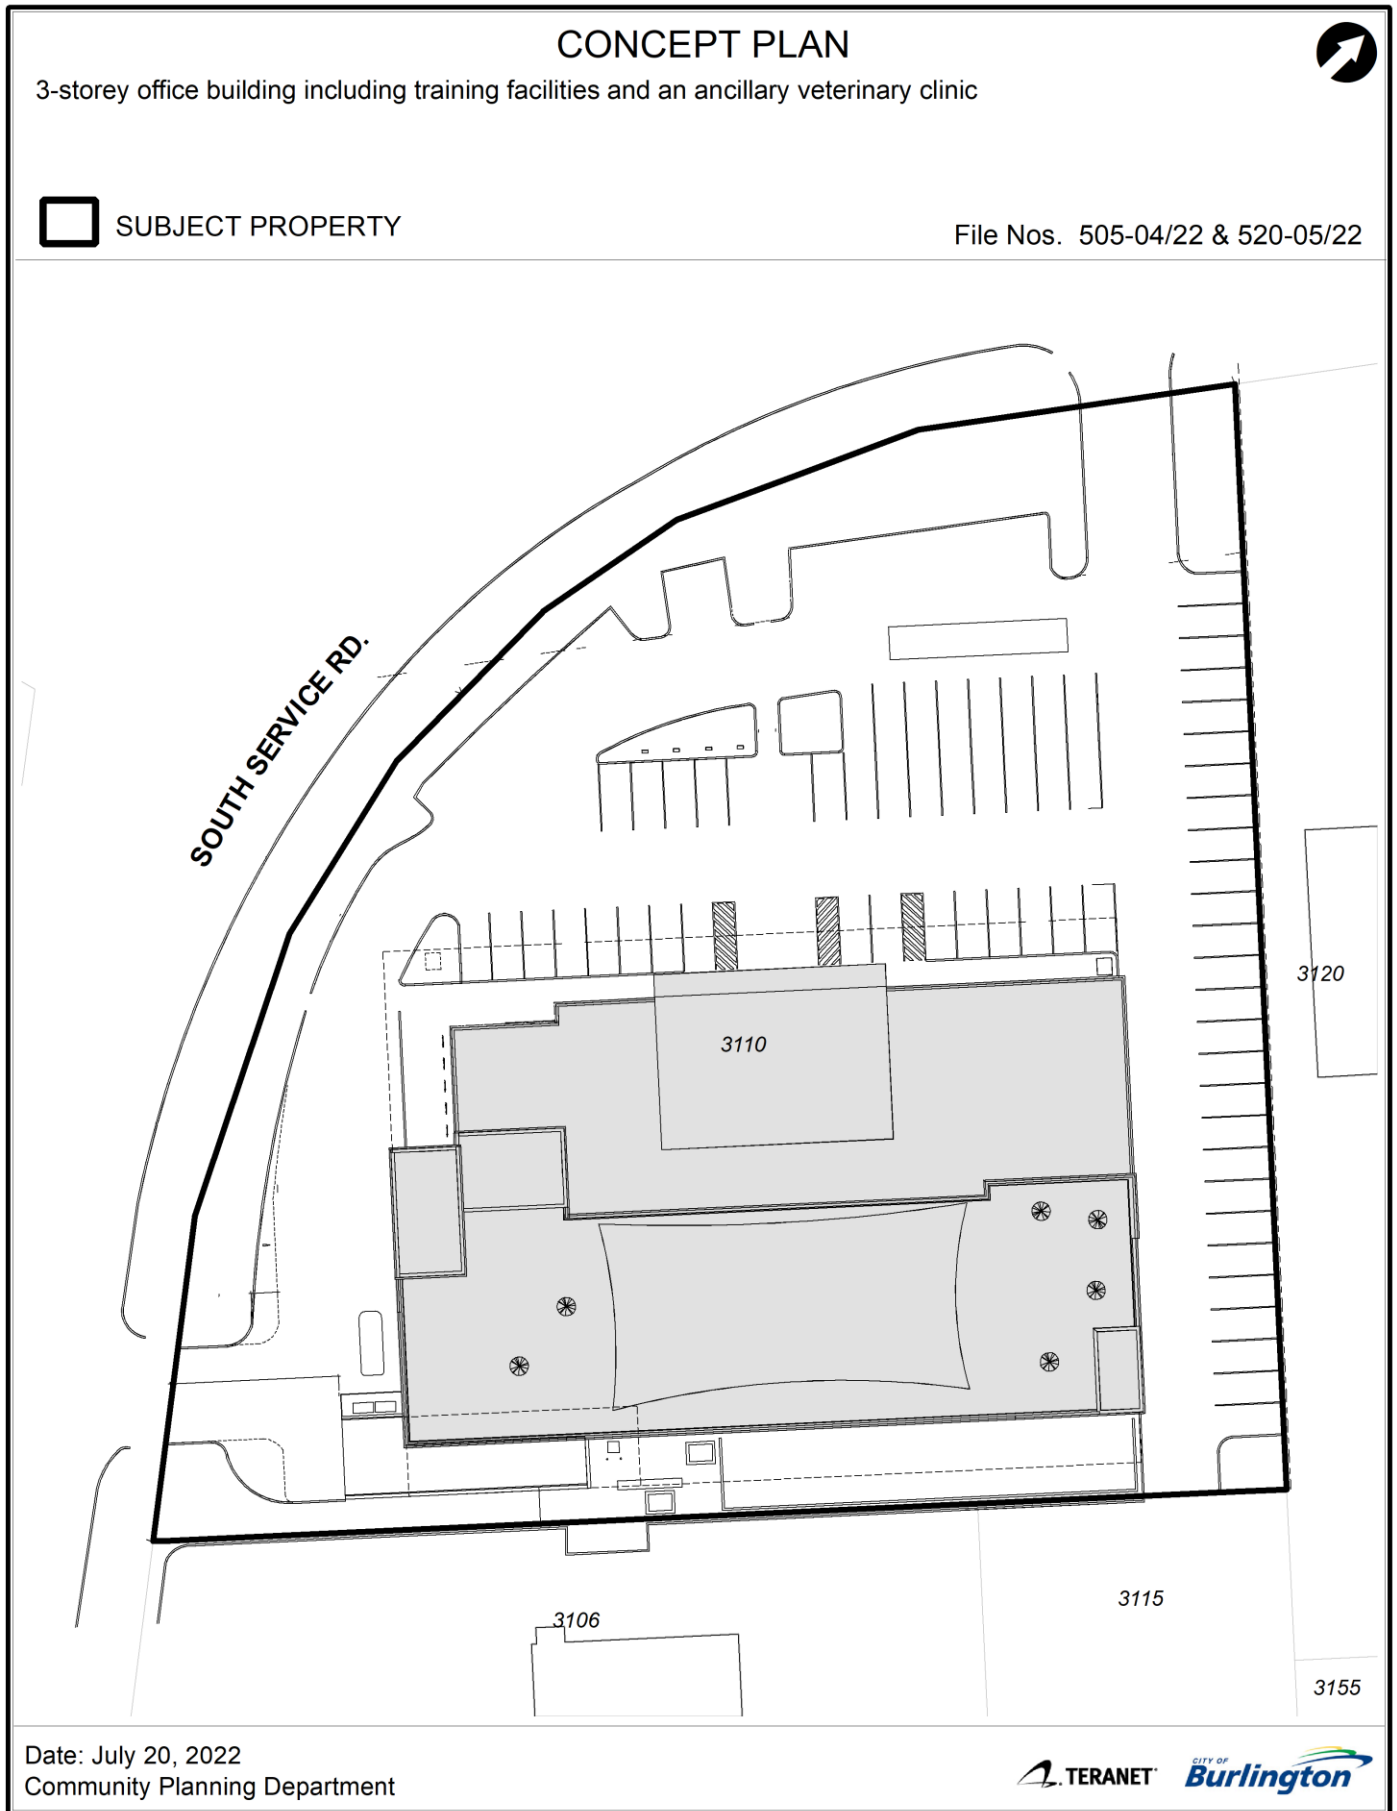 CONCEPT PLAN
3-storey office building including training facilities and an ancillary veterinary clinic
SUBJECT PROPERTY
File Nos. 505-04/22 & 520-05/22
SOUTH SERVICE RD.
3120
3110
3115
3106
3155
Date: July 20, 2022
Community Planning Department
TERANET
CITY OF
Burlington